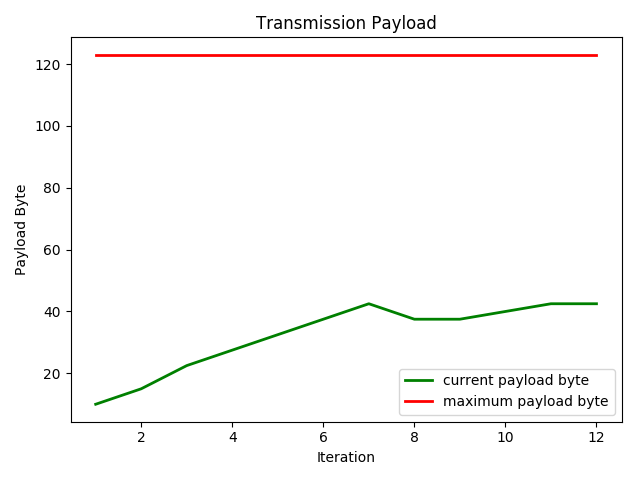 Transmission Payload
Payload Byte
120
100
80
60
40
20
current payload byte
maximum payload byte
2 4 6 8 10 12
Iteration